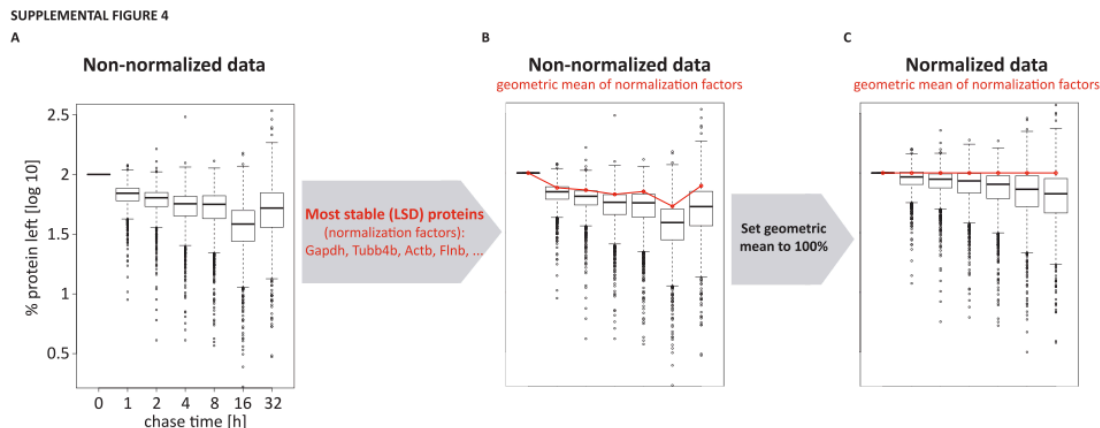 SUPPLEMENTAL FIGURE 4
A
Non-normalized data
% protein left [log 10]
2.5
2
1.5
1
0.5
0 1 2 4 8 16 32
chase time [h]
Most stable (LSD) proteins
(normalization factors):
Gapdh, Tubb4b, Actb, Flnb, ...
B
Non-normalized data
geometric mean of normalization factors
Set geometric
mean to 100%
C
Normalized data
geometric mean of normalization factors